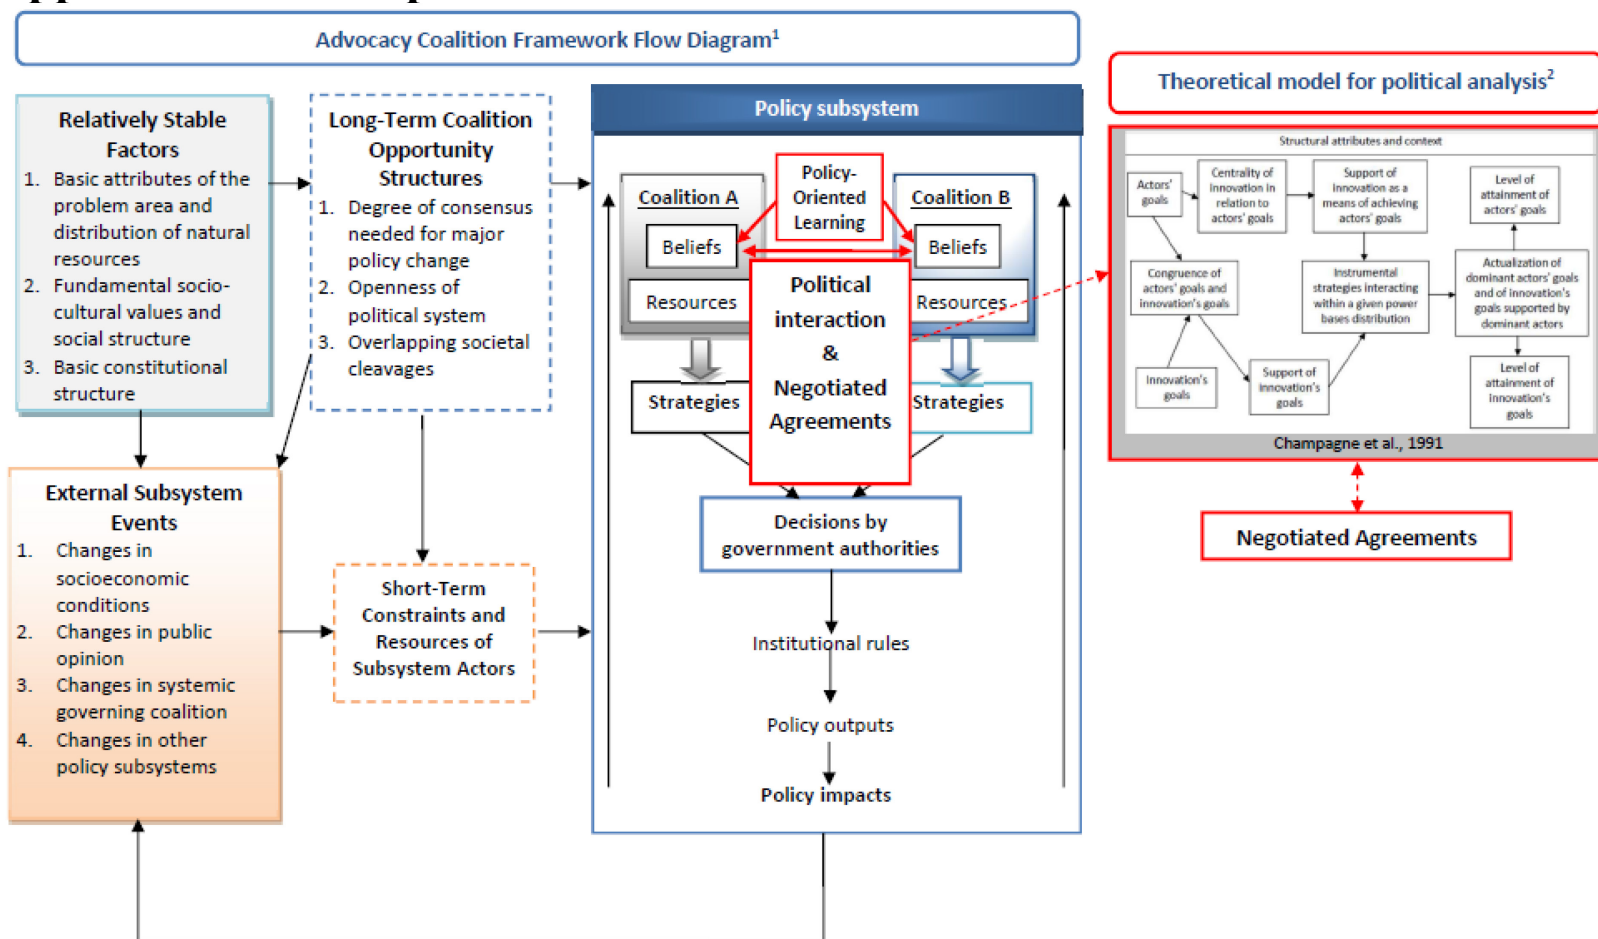 Advocacy Coalition Framework Flow Diagram¹
Theoretical model for political analysis²
Relatively Stable
Factors
1. Basic attributes of the
problem area and
distribution of natural
resources
2. Fundamental socio-
cultural values and
social structure
3. Basic constitutional
structure
Long-Term Coalition
Opportunity
Structures
1. Degree of consensus
needed for major
policy change
2. Openness of
political system
3. Overlapping societal
cleavages
External Subsystem
Events
1. Changes in
socioeconomic
conditions
2. Changes in public
opinion
3. Changes in systemic
governing coalition
4. Changes in other
policy subsystems
Short-Term
Constraints and
Resources of
Subsystem Actors
Policy subsystem
Coalition A
Beliefs
Resources
Strategies
Policy-
Oriented
Learning
Coalition B
Beliefs
Resources
Strategies
Political
interaction
&
Negotiated
Agreements
Decisions by
government authorities
Institutional rules
Policy outputs
Policy impacts
Structural attributes and context
Actors'
goals
Centrality of
innovation in
relation to
actors' goals
Support of
innovation as a
means of achieving
actors' goals
Level of
attainment of
actors' goals
Congruence of
actors' goals and
innovation's goals
Instrumental
strategies interacting
within a given power
bases distribution
Actualization of
dominant actors' goals
and of innovation's
goals supported by
dominant actors
Innovation's
goals
Support of
innovation's
goals
Level of
attainment of
innovation's
goals
Champagne et al., 1991
Negotiated Agreements